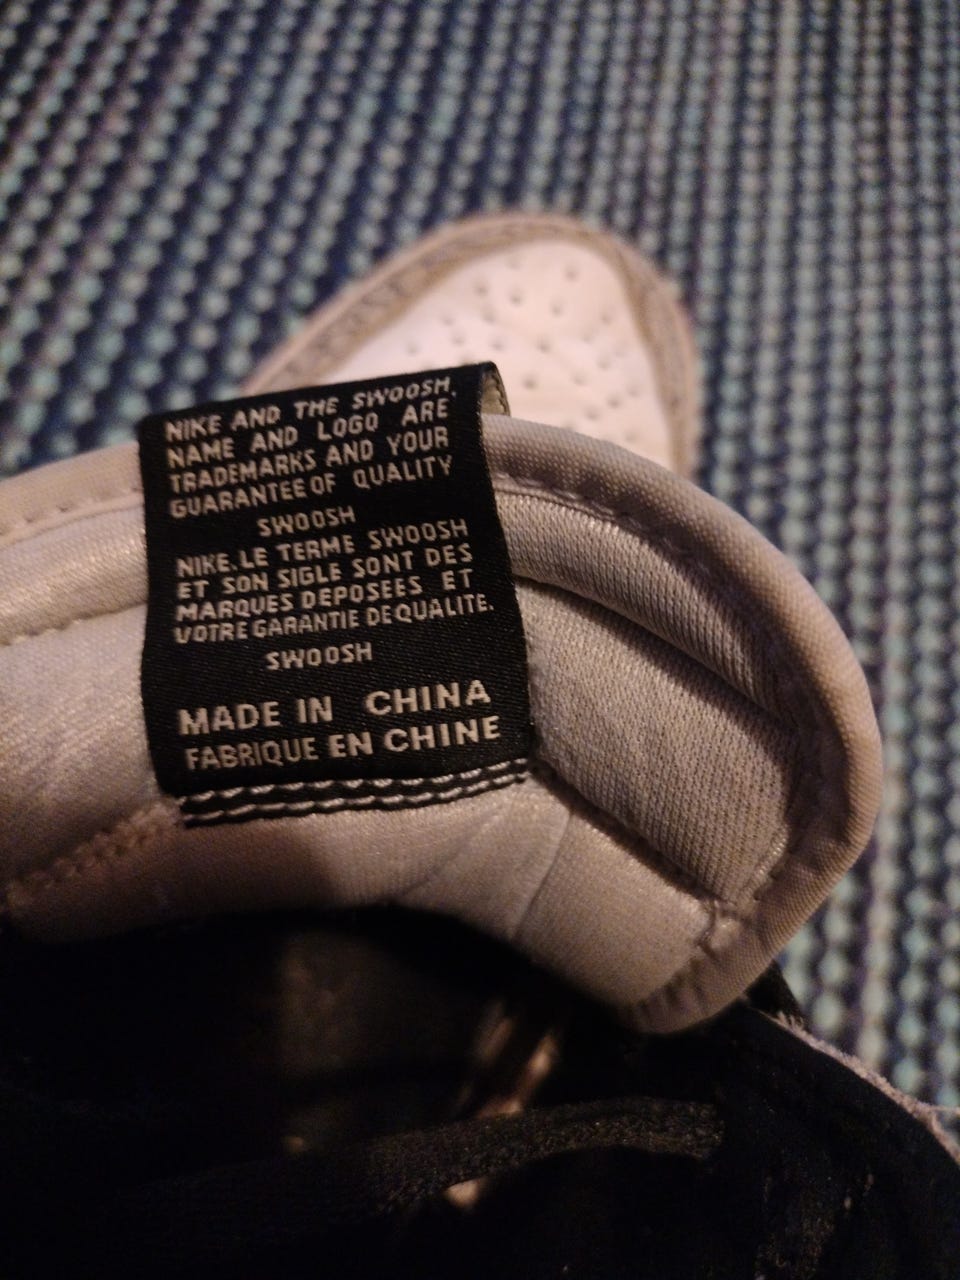 NIKE AND THE SWOOSH,
NAME AND LOGO ARE
TRADEMARKS AND YOUR
GUARANTEE OF QUALITY
SWOOSH
NIKE.LE TERME SWOOSH
ET SON SIGLE SONT DES
MARQUES DEPOSEES ET
VOTRE GARANTIE DE QUALITE.
SWOOSH
MADE IN CHINA
FABRIQUE EN CHINE